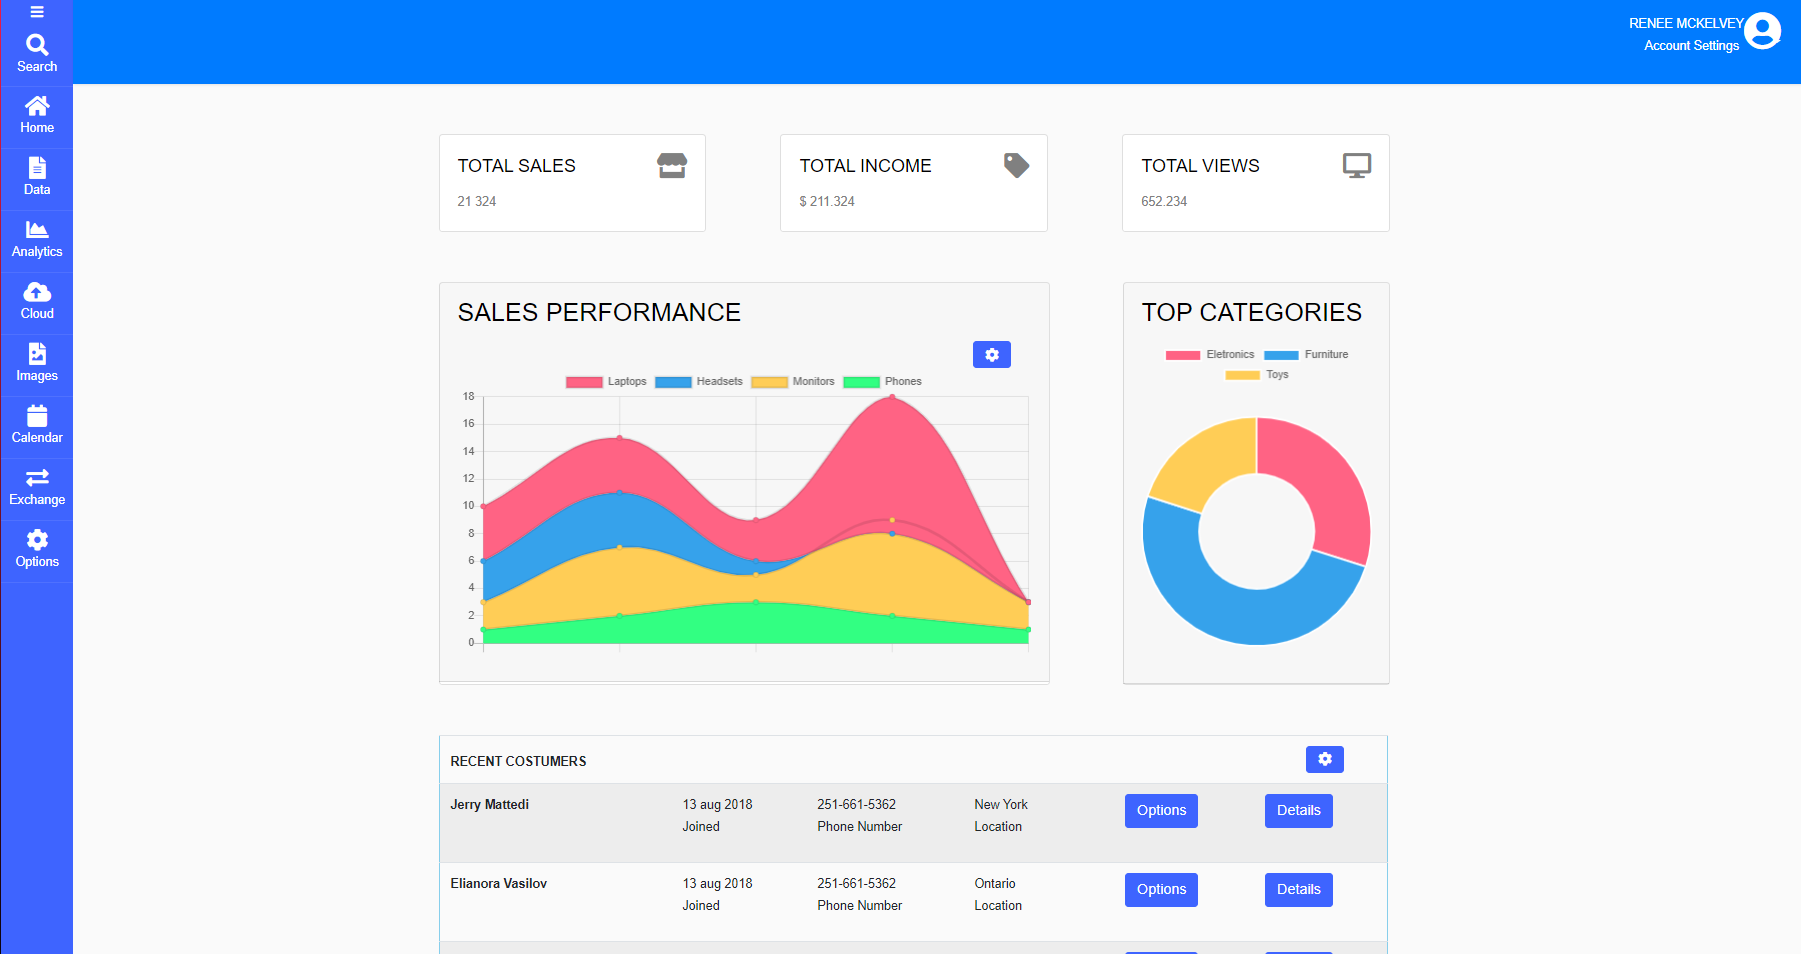 Search
Home
Data
Analytics
Cloud
Images
Calendar
Exchange
Options
RENEE MCKELVEY
Account Settings
TOTAL SALES
21 324
TOTAL INCOME
$ 211.324
TOTAL VIEWS
652.234
SALES PERFORMANCE
Laptops Headsets Monitors Phones
18
16
14
12
10
8
6
4
2
0
TOP CATEGORIES
Eletronics Furniture
Toys
RECENT COSTUMERS
Jerry Mattedi 13 aug 2018 251-661-5362 New York Options Details
Joined Phone Number Location
Elianora Vasilov 13 aug 2018 251-661-5362 Ontario Options Details
Joined Phone Number Location